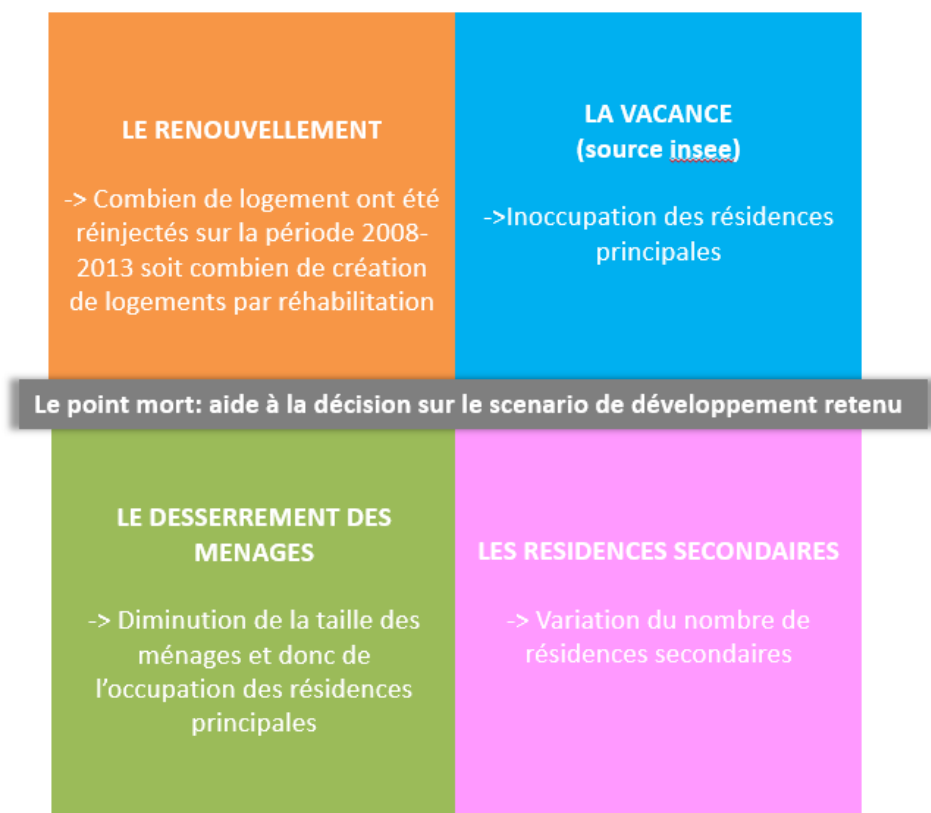 LE RENOUVELLEMENT
-> Combien de logement ont été
réinjectés sur la période 2008-
2013 soit combien de création
de logements par réhabilitation
LA VACANCE
(source insee)
->Inoccupation des résidences
principales
Le point mort: aide à la décision sur le scenario de développement retenu
LE DESSERREMENT DES
MENAGES
-> Diminution de la taille des
ménages et donc de
l’occupation des résidences
principales
LES RESIDENCES SECONDAIRES
-> Variation du nombre de
résidences secondaires